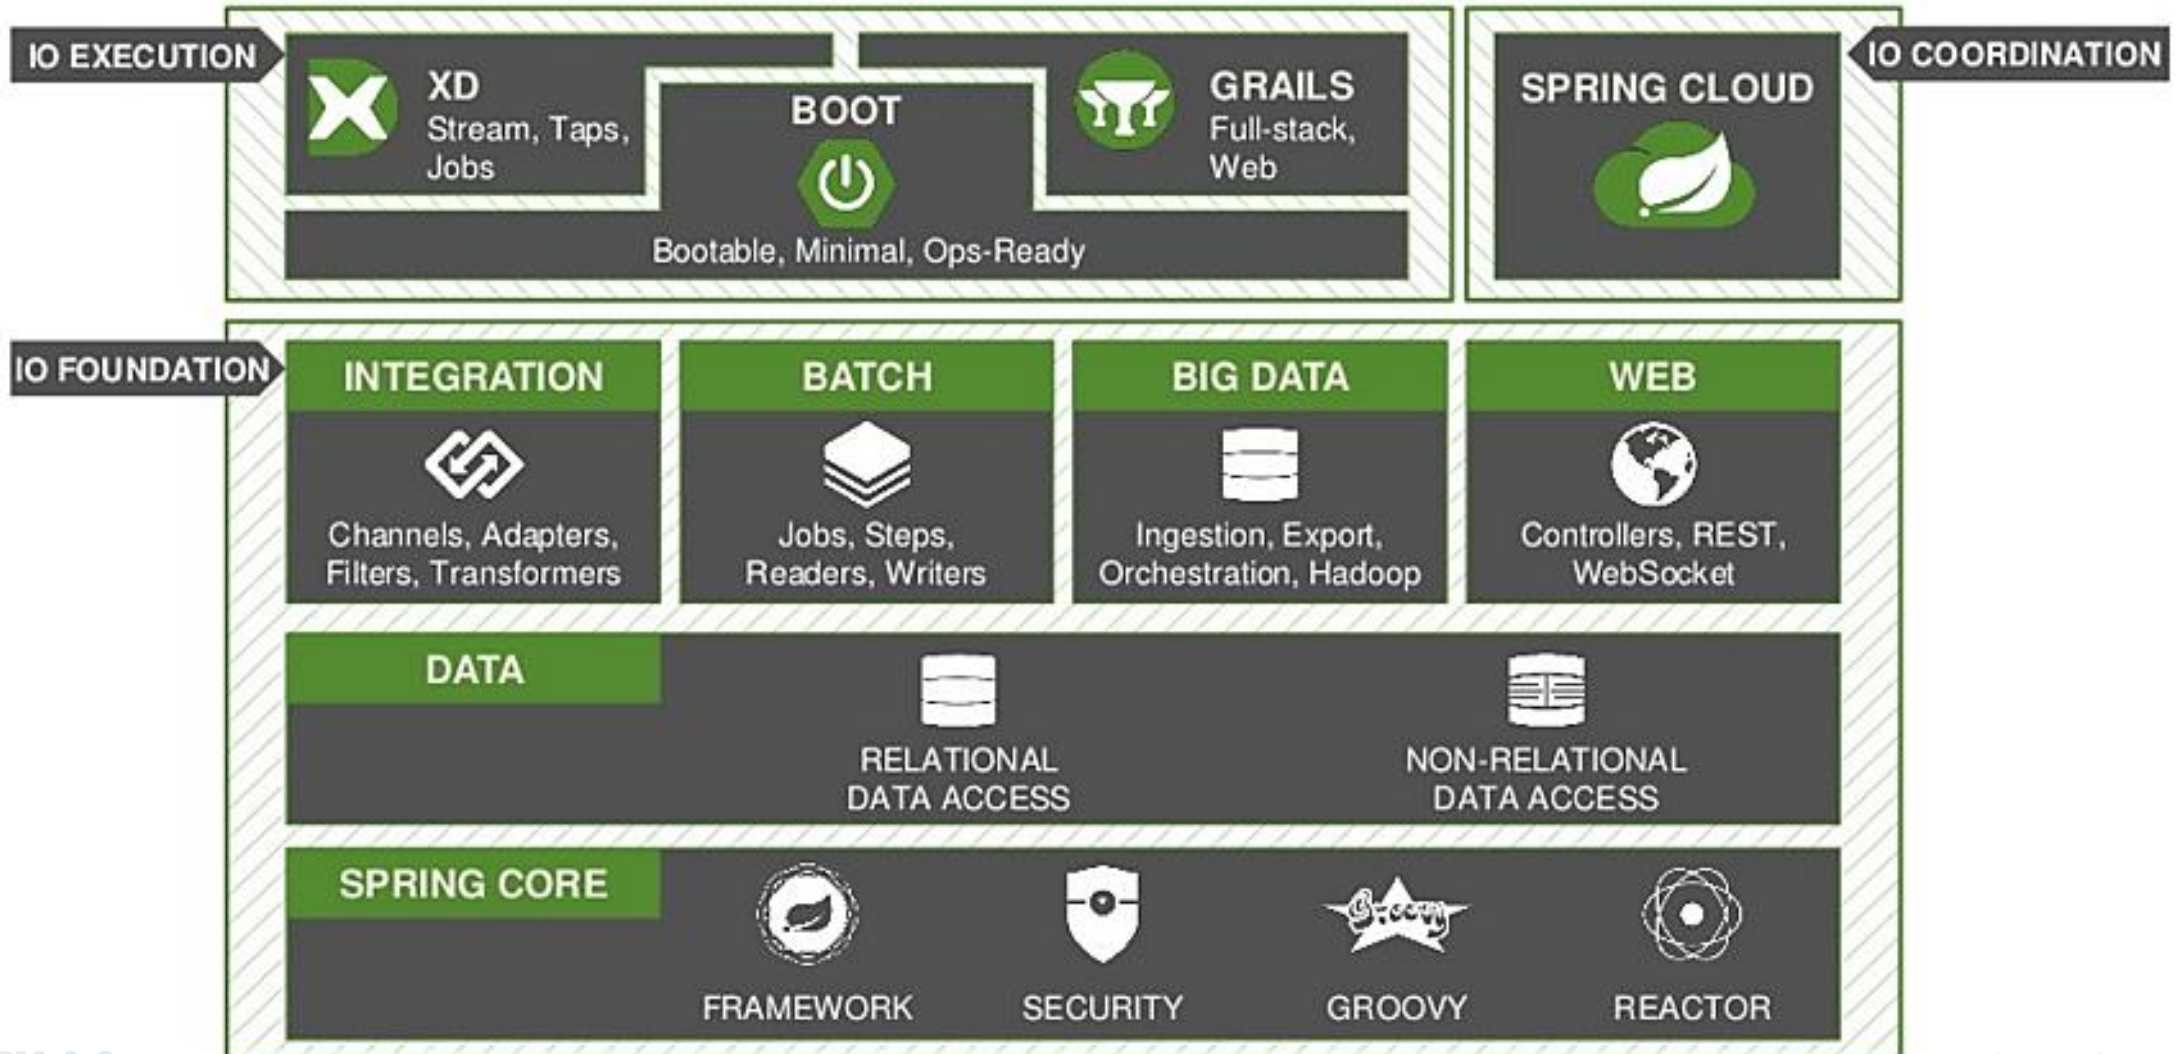 IO EXECUTION
XD
Stream, Taps,
Jobs
BOOT
Bootable, Minimal, Ops-Ready
GRAILS
Full-stack,
Web
SPRING CLOUD
IO COORDINATION
IO FOUNDATION
INTEGRATION
Channels, Adapters,
Filters, Transformers
BATCH
Jobs, Steps,
Readers, Writers
BIG DATA
Ingestion, Export,
Orchestration, Hadoop
WEB
Controllers, REST,
WebSocket
DATA
RELATIONAL
DATA ACCESS
NON-RELATIONAL
DATA ACCESS
SPRING CORE
FRAMEWORK
SECURITY
Groovy
GROOVY
REACTOR